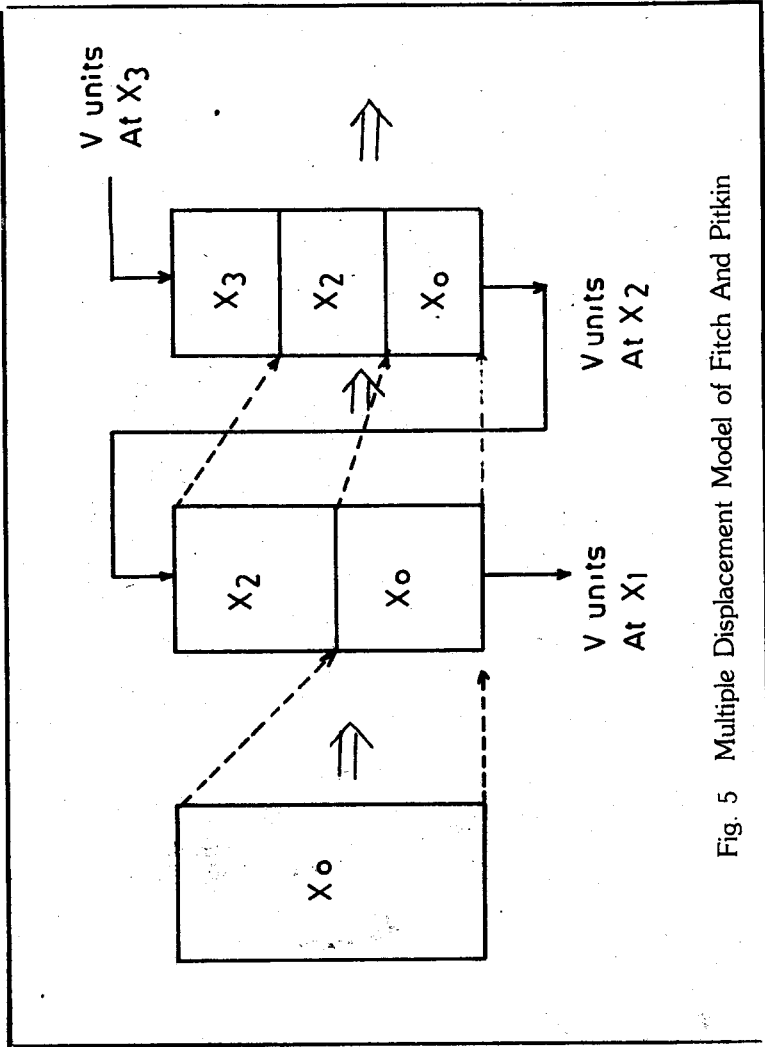 V units
At X3
X3
X2
X2
Xo
Xo
Xo
V units
At X1
V units
At X2
Fig. 5 Multiple Displacement Model of Fitch And Pitkin